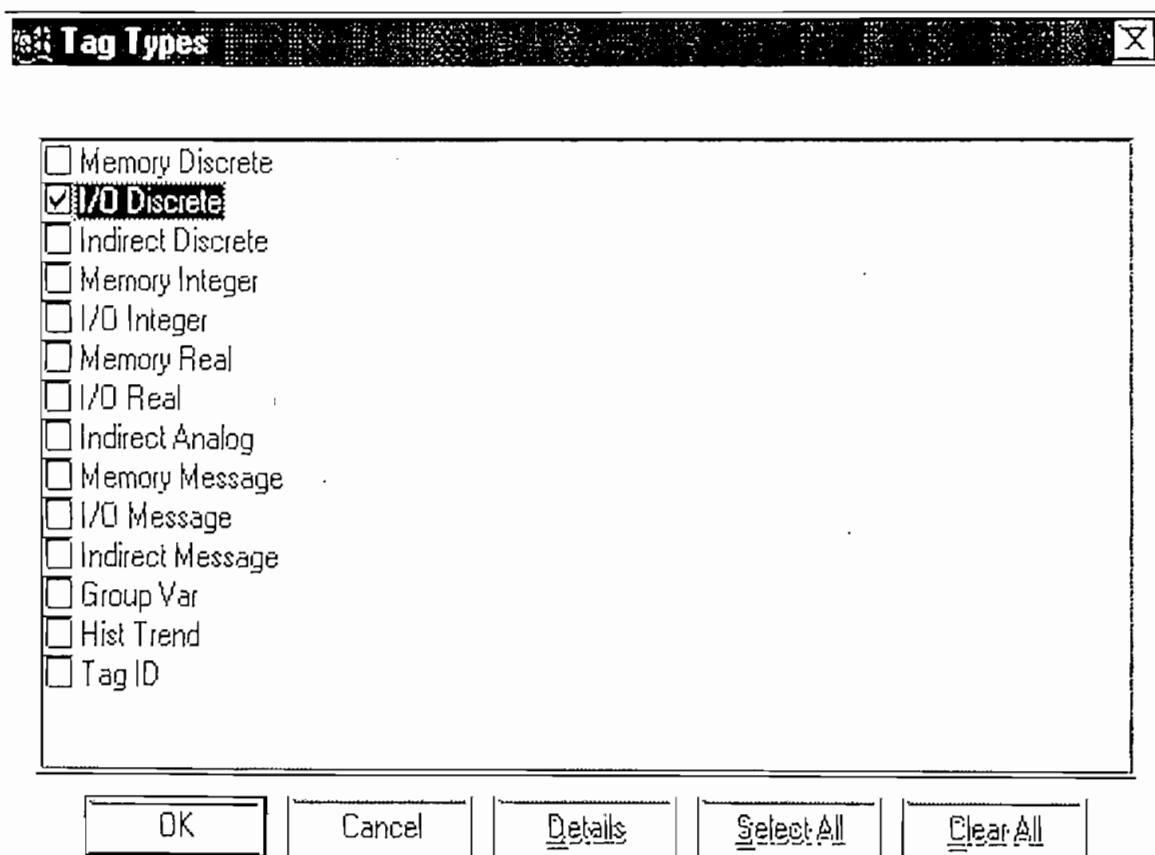 Tag Types
Memory Discrete
I/O Discrete
Indirect Discrete
Memory Integer
I/O Integer
Memory Real
I/O Real
Indirect Analog
Memory Message
I/O Message
Indirect Message
Group Var
Hist Trend
Tag ID
OK Cancel Details Select All Clear All